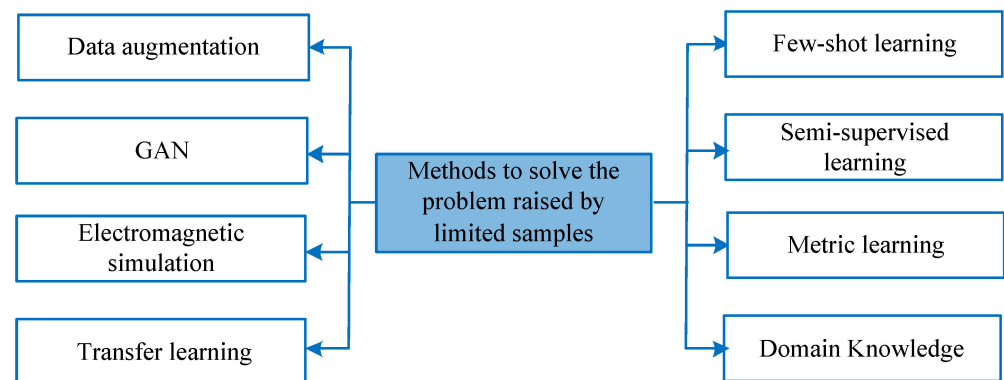 Data augmentation
GAN
Electromagnetic
simulation
Transfer learning
Methods to solve the
problem raised by
limited samples
Few-shot learning
Semi-supervised
learning
Metric learning
Domain Knowledge